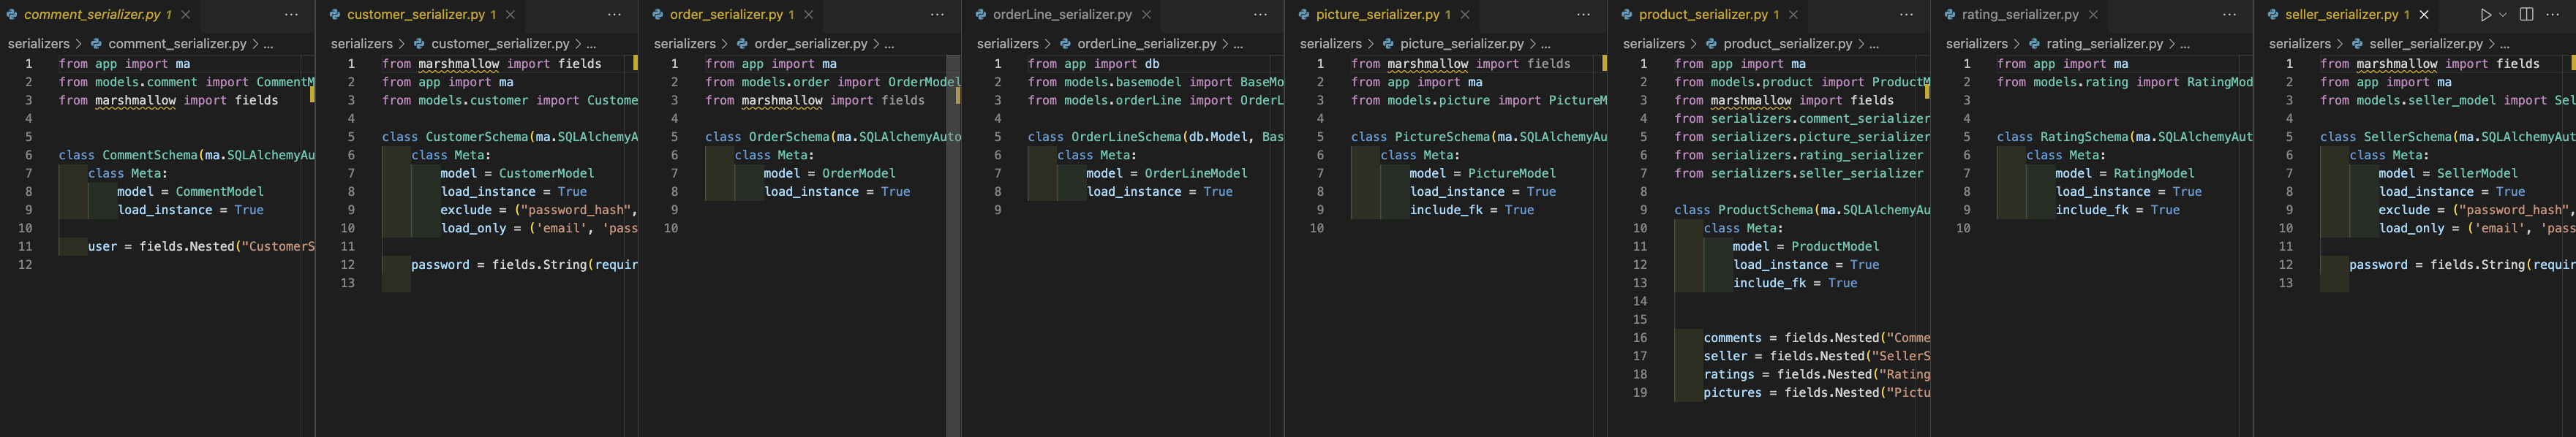 comment_serializer.py 1
serializers > comment_serializer.py > ...
1 from app import ma
2 from models.comment import CommentM
3 from marshmallow import fields
4
5
6 class CommentSchema(ma.SQLAlchemyAu
7 class Meta:
8 model = CommentModel
9 load_instance = True
10
11 user = fields.Nested("CustomerS
12
customer_serializer.py 1
serializers > customer_serializer.py > ...
1 from marshmallow import fields
2 from app import ma
3 from models.customer import Custome
4
5 class CustomerSchema(ma.SQLAlchemyA
6 class Meta:
7 model = CustomerModel
8 load_instance = True
9 exclude = ("password_hash",
10 load_only = ('email', 'pass
11
12 password = fields.String(requir
13
order_serializer.py 1
serializers > order_serializer.py > ...
1 from app import ma
2 from models.order import OrderModel
3 from marshmallow import fields
4
5 class OrderSchema(ma.SQLAlchemyAuto
6 class Meta:
7 model = OrderModel
8 load_instance = True
9
10
orderLine_serializer.py
serializers > orderLine_serializer.py > ...
1 from app import db
2 from models.basemodel import BaseMo
3 from models.orderLine import OrderL
4
5 class OrderLineSchema(db.Model, Bas
6 class Meta:
7 model = OrderLineModel
8 load_instance = True
9
picture_serializer.py 1
serializers > picture_serializer.py > ...
1 from marshmallow import fields
2 from app import ma
3 from models.picture import PictureM
4
5 class PictureSchema(ma.SQLAlchemyAu
6 class Meta:
7 model = PictureModel
8 load_instance = True
9 include_fk = True
10
product_serializer.py 1
serializers > product_serializer.py > ...
1 from app import ma
2 from models.product import ProductM
3 from marshmallow import fields
4 from serializers.comment_serializer
5 from serializers.picture_serializer
6 from serializers.rating_serializer
7 from serializers.seller_serializer
8
9 class ProductSchema(ma.SQLAlchemyAu
10 class Meta:
11 model = ProductModel
12 load_instance = True
13 include_fk = True
14
15
16 comments = fields.Nested("Comme
17 seller = fields.Nested("SellerS
18 ratings = fields.Nested("Rating
19 pictures = fields.Nested("Pictu
rating_serializer.py
serializers > rating_serializer.py > ...
1 from app import ma
2 from models.rating import RatingMod
3
4
5 class RatingSchema(ma.SQLAlchemyAut
6 class Meta:
7 model = RatingModel
8 load_instance = True
9 include_fk = True
10
seller_serializer.py 1
serializers > seller_serializer.py > ...
1 from marshmallow import fields
2 from app import ma
3 from models.seller_model import Sel
4
5 class SellerSchema(ma.SQLAlchemyAut
6 class Meta:
7 model = SellerModel
8 load_instance = True
9 exclude = ("password_hash",
10 load_only = ('email', 'pass
11
12 password = fields.String(requir
13